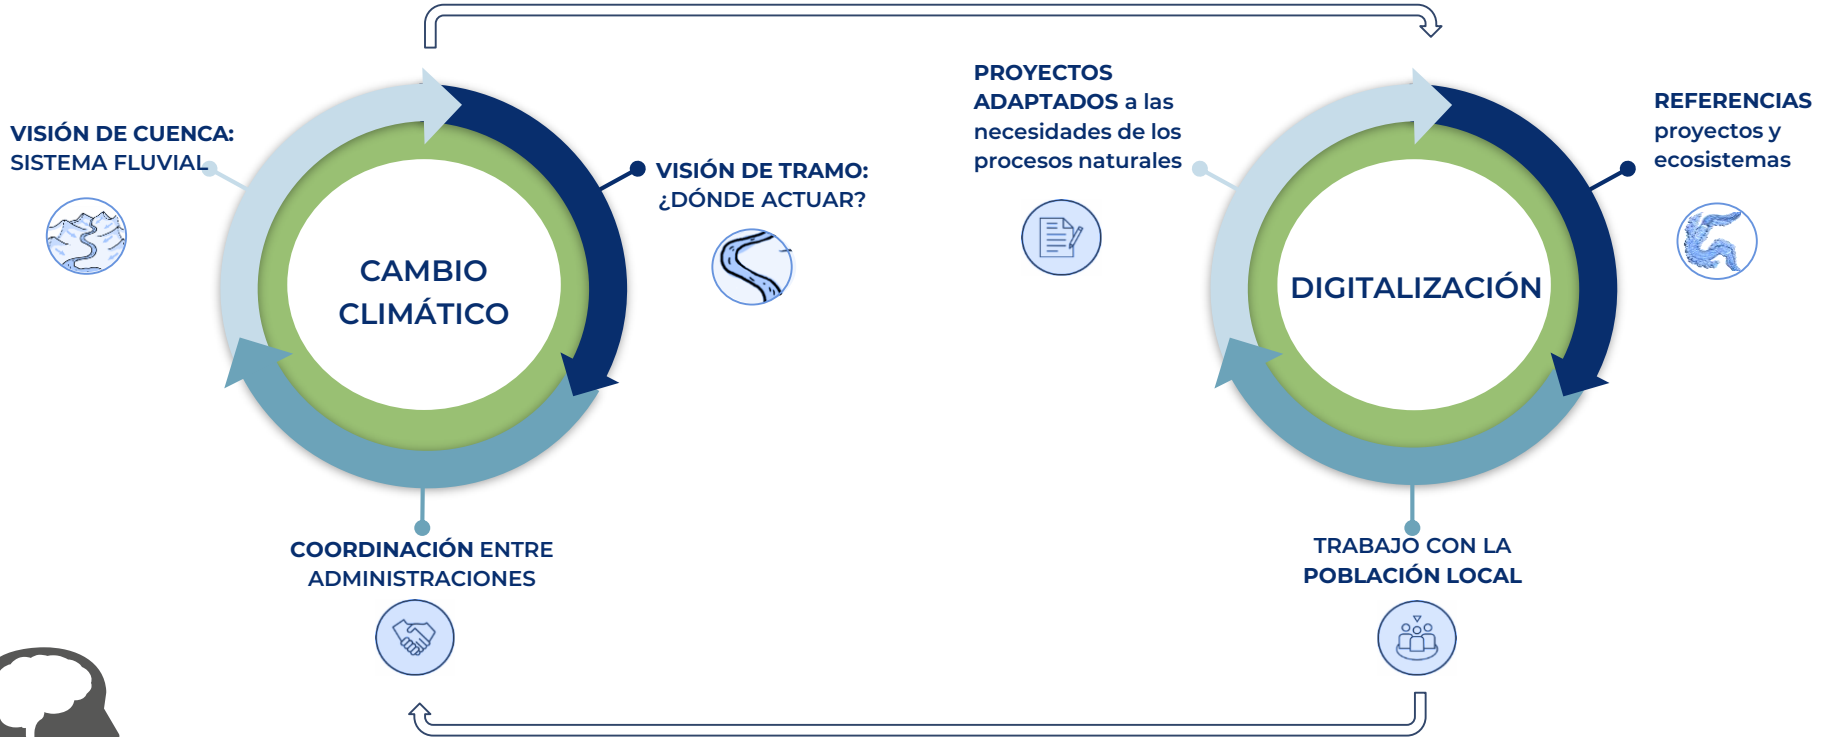 VISIÓN DE CUENCA:
SISTEMA FLUVIAL
CAMBIO
CLIMÁTICO
VISIÓN DE TRAMO:
¿DÓNDE ACTUAR?
COORDINACIÓN ENTRE
ADMINISTRACIONES
PROYECTOS
ADAPTADOS a las
necesidades de los
procesos naturales
DIGITALIZACIÓN
REFERENCIAS
proyectos y
ecosistemas
TRABAJO CON LA
POBLACIÓN LOCAL